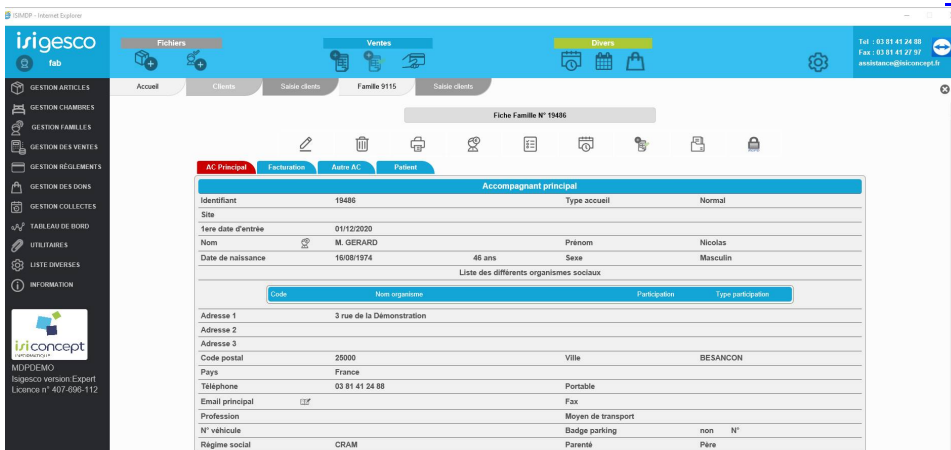 ISIMDP - Internet Explorer
isigesco
fab
Fichiers
Ventes
Divers
Tel : 03 81 41 24 88
Fax : 03 81 41 27 97
assistance@isiconcept.fr
GESTION ARTICLES
GESTION CHAMBRES
GESTION FAMILLES
GESTION DES VENTES
GESTION RÈGLEMENTS
GESTION DES DONS
GESTION COLLECTES
TABLEAU DE BORD
UTILITAIRES
LISTE DIVERSES
INFORMATION
isiconcept
INFORMATIQUE
MDPDEMO
Isigesco version:Expert
Licence n° 407-696-112
Accueil Clients Saisie clients Famille 9115 Saisie clients
Fiche Famille N° 19486
AC Principal Facturation Autre AC Patient
Accompagnant principal
Identifiant 19486 Type accueil Normal
Site
1ere date d'entrée 01/12/2020
Nom M. GERARD Prénom Nicolas
Date de naissance 16/08/1974 46 ans Sexe Masculin
Liste des différents organismes sociaux
Code Nom organisme Participation Type participation
Adresse 1 3 rue de la Démonstration
Adresse 2
Adresse 3
Code postal 25000 Ville BESANCON
Pays France
Téléphone 03 81 41 24 88 Portable
Email principal Fax
Profession Moyen de transport
N° véhicule Badge parking non N°
Régime social CRAM Parenté Père